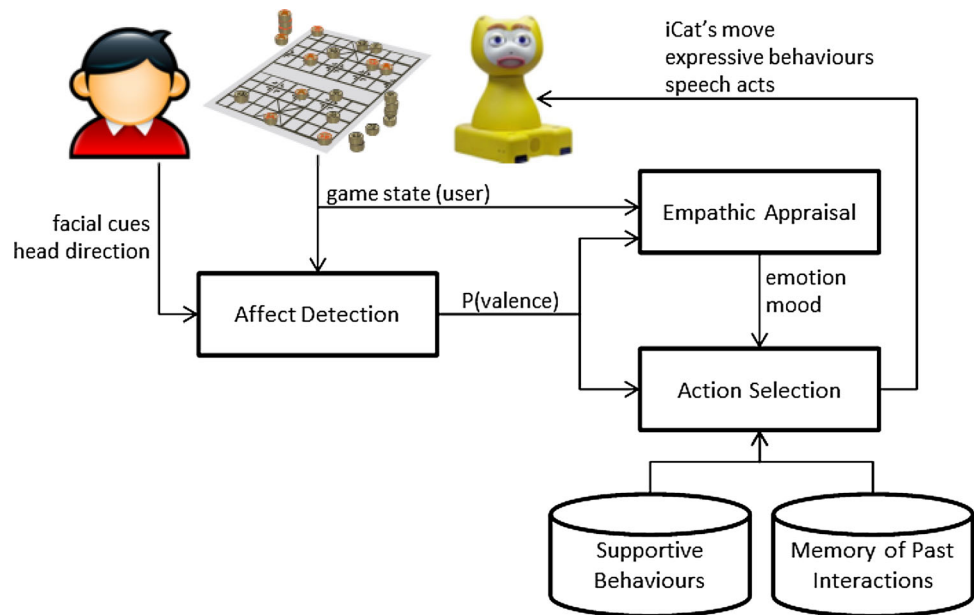 iCat's move
expressive behaviours
speech acts
game state (user)
facial cues
head direction
Empathic Appraisal
Affect Detection
P(valence)
emotion
mood
Action Selection
Supportive
Behaviours
Memory of Past
Interactions